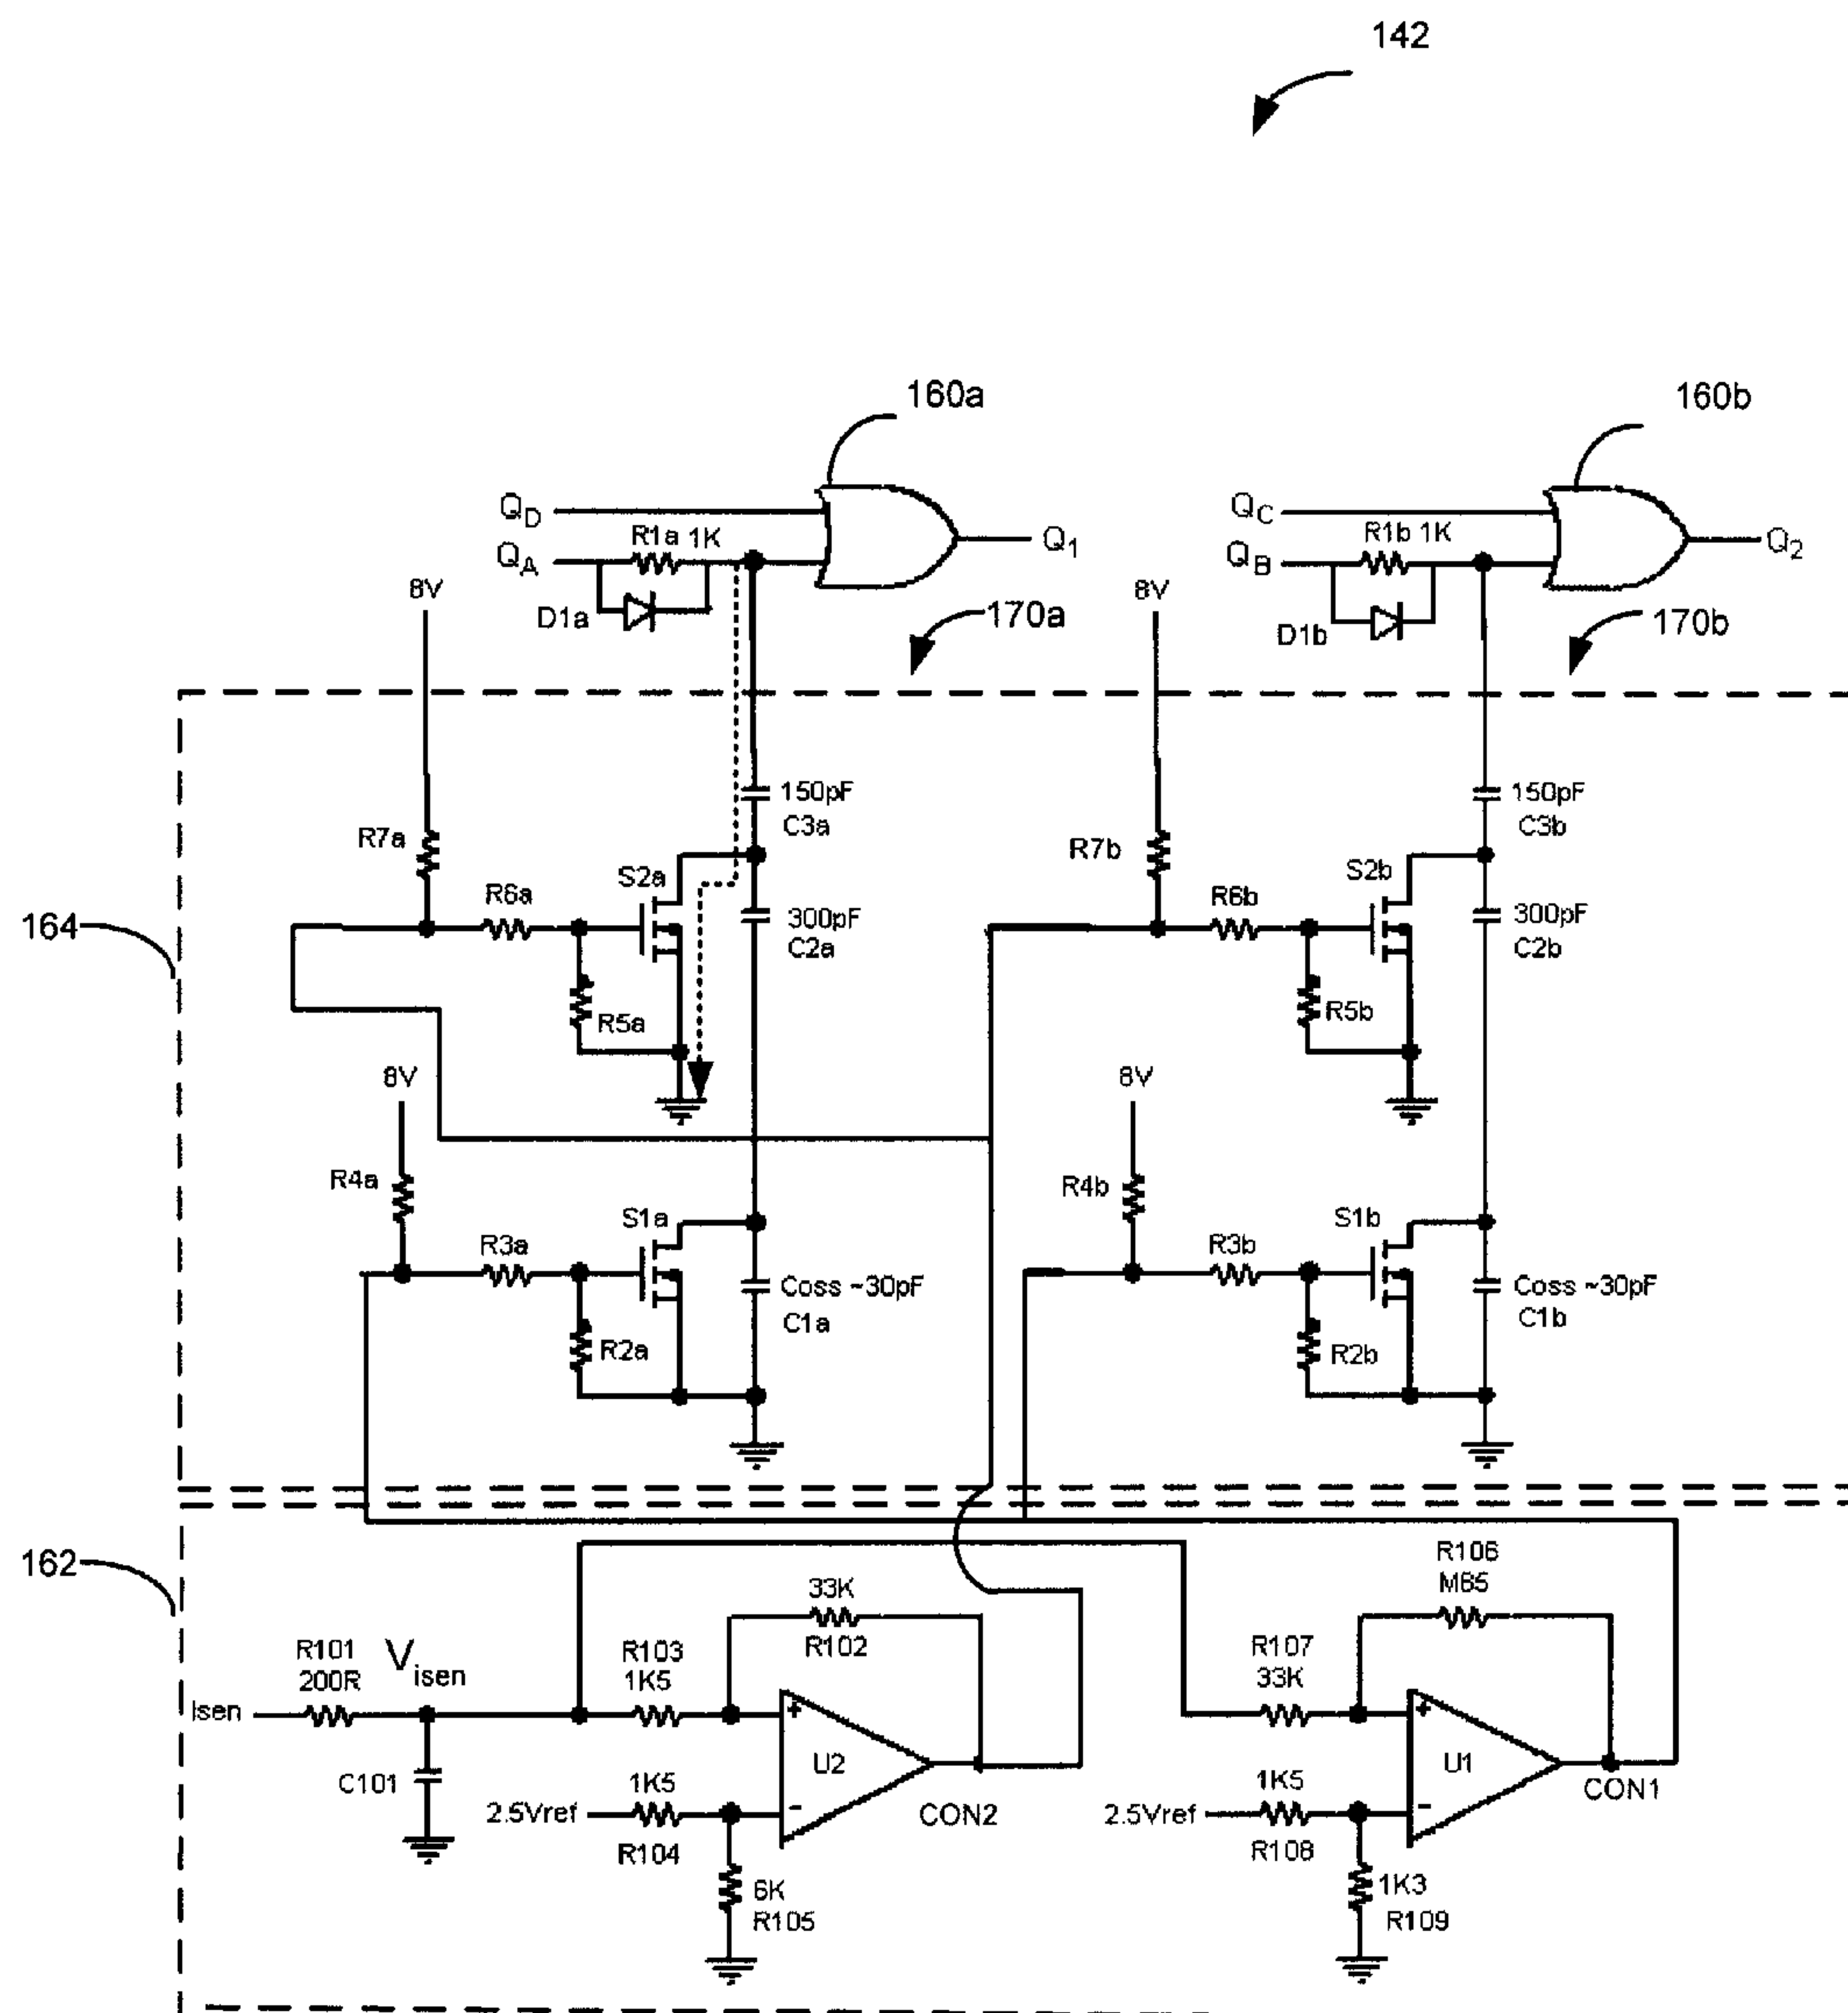 142
160a
160b
QD
R1a 1K
QA
Q1
D1a
8V
170a
QC
R1b 1K
QB
Q2
D1b
8V
170b
150pF
C3a
R7a
S2a
R6a
300pF
C2a
R5a
150pF
C3b
R7b
S2b
R6b
300pF
C2b
R5b
164
8V
R4a
S1a
R3a
Coss ~30pF
C1a
R2a
8V
R4b
S1b
R3b
Coss ~30pF
C1b
R2b
162
R101
200R
Visen
Isen
C101
R103
1K5
33K
R102
U2
1K5
2.5Vref
R104
CON2
6K
R105
R106
M65
R107
33K
U1
1K5
2.5Vref
R108
CON1
1K3
R109
+
-
+
-